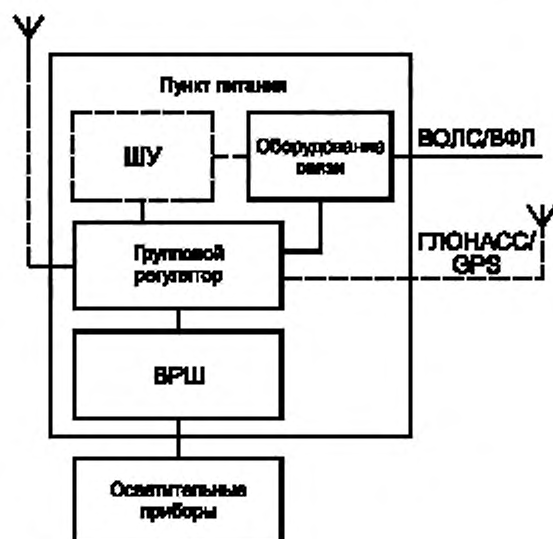 Пункт питания
ШУ
Оборудование
связи
ВОЛС/ВФЛ
Групповой
регулятор
ГЛОНАСС/
GPS
ВРШ
Осветительные
приборы